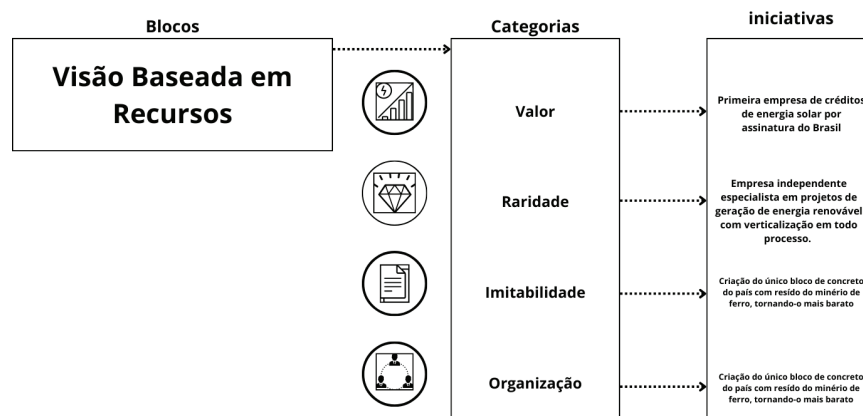 Blocos
Categorias
iniciativas
Visão Baseada em
Recursos
Valor
Primeira empresa de créditos
de energia solar por
assinatura do Brasil
Raridade
Empresa independente
especialista em projetos de
geração de energia renovável
com verticalização em todo
processo.
Imitabilidade
Criação do único bloco de concreto
do país com resído do minério de
ferro, tornando-o mais barato
Organização
Criação do único bloco de concreto
do país com resído do minério de
ferro, tornando-o mais barato